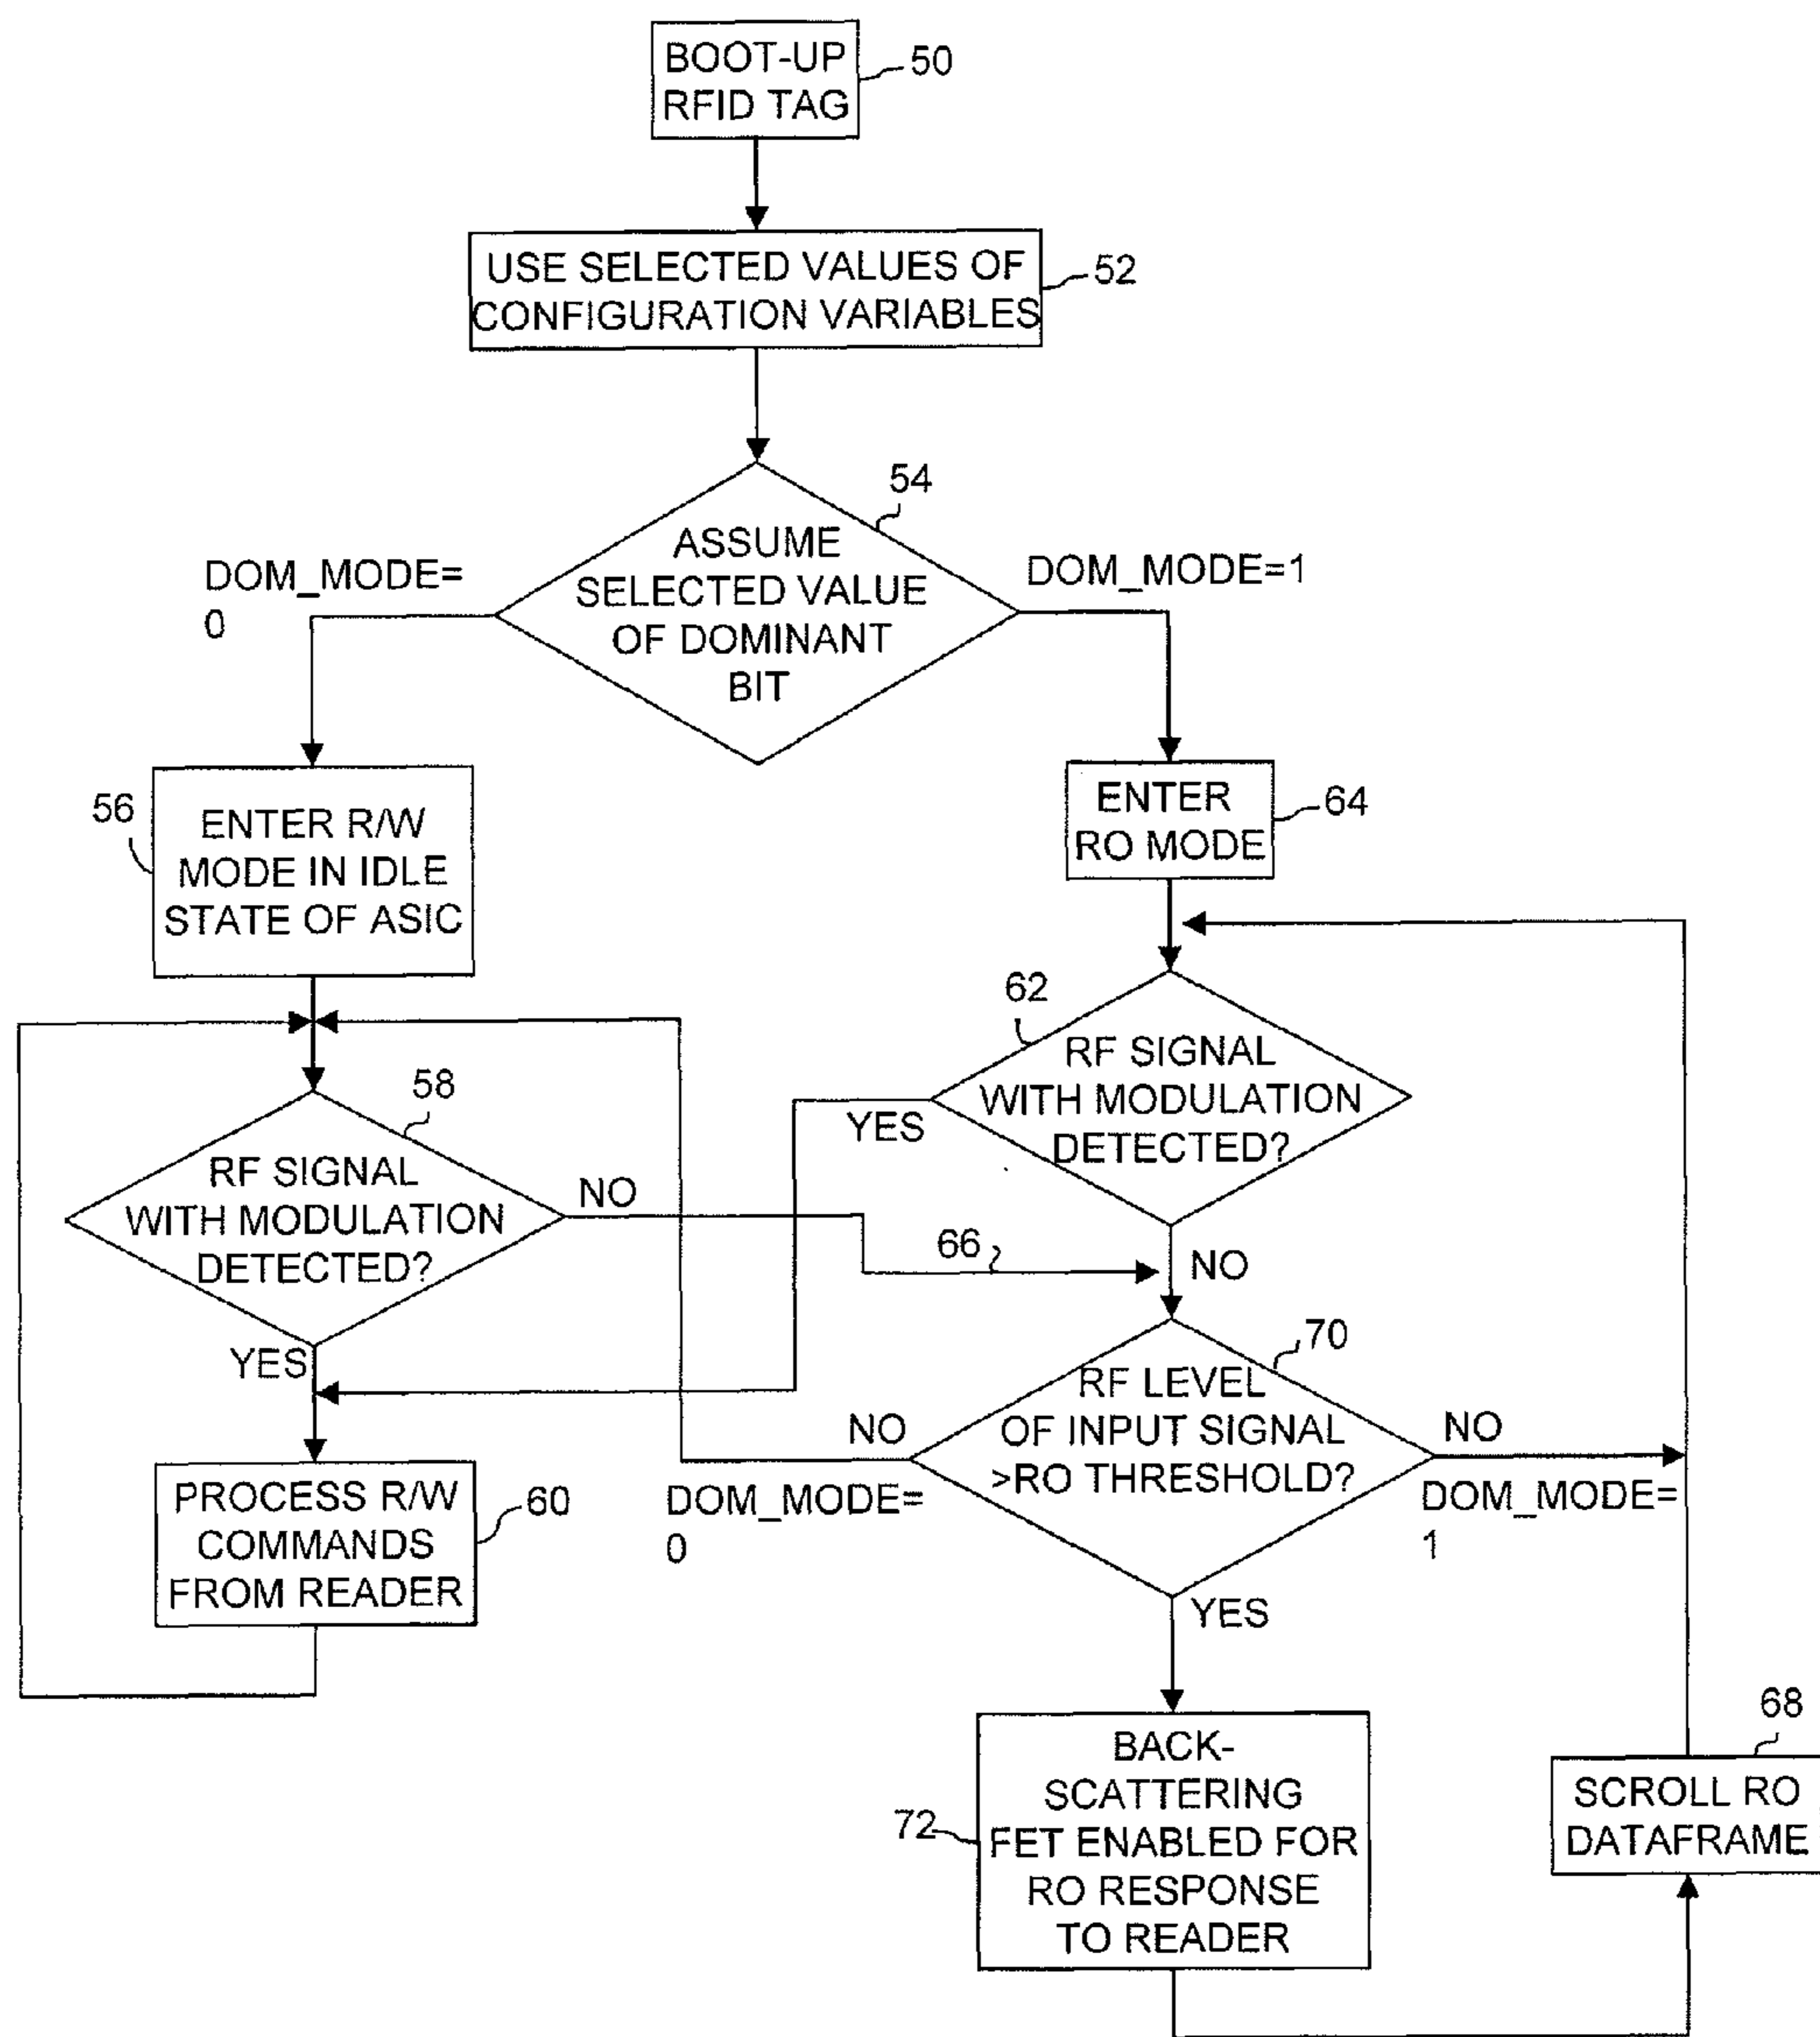 BOOT-UP
RFID TAG
50
USE SELECTED VALUES OF
CONFIGURATION VARIABLES
52
54
ASSUME
SELECTED VALUE
OF DOMINANT
BIT
DOM_MODE=
0
DOM_MODE=1
56
ENTER R/W
MODE IN IDLE
STATE OF ASIC
ENTER
RO MODE
64
62
RF SIGNAL
WITH MODULATION
DETECTED?
YES
NO
58
RF SIGNAL
WITH MODULATION
DETECTED?
NO
YES
66
70
RF LEVEL
OF INPUT SIGNAL
>RO THRESHOLD?
NO
DOM_MODE=
0
NO
DOM_MODE=
1
YES
PROCESS R/W
COMMANDS
FROM READER
60
72
BACK-
SCATTERING
FET ENABLED FOR
RO RESPONSE
TO READER
68
SCROLL RO
DATAFRAME